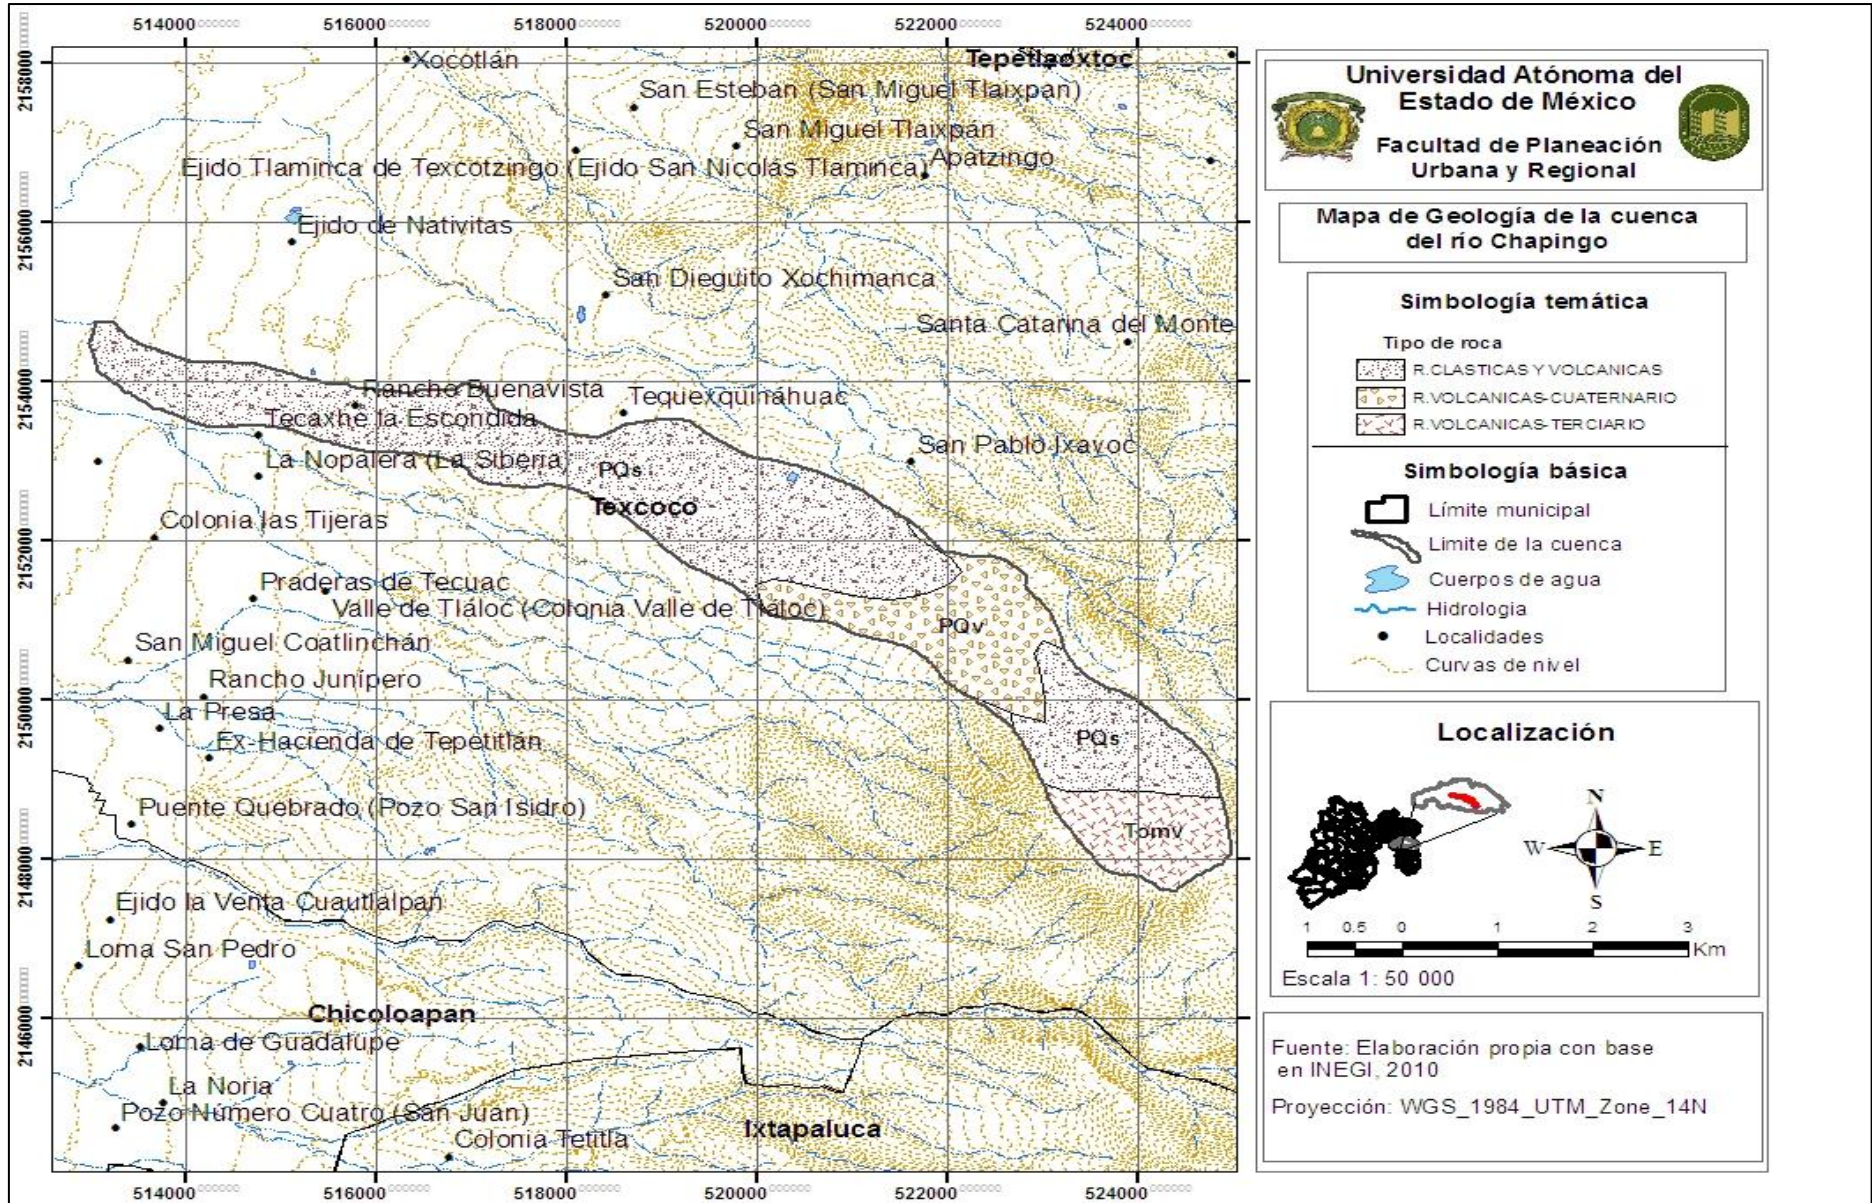 514000 516000 518000 520000 522000 524000
2158000
2156000
2154000
2152000
2150000
2148000
2146000
Xocotlán
Tepetlaoxtoc
San Esteban (San Miguel Tlaixpan)
San Miguel Tlaixpán
Apatzingo
Ejido Tlaminca de Texcotzingo (Ejido San Nicolás Tlaminca)
Ejido de Nativitas
San Dieguito Xochimanca
Santa Catarina del Monte
Rancho Buenavista
Tequexquináhuac
Tecaxhe la Escondida
San Pablo Ixayoc
La Nopalera (La Siberia)
PQs
Texcoco
Colonia las Tijeras
Praderas de Tecuac
Valle de Tláloc (Colonia Valle de Tláloc)
PQv
San Miguel Coatlinchán
Rancho Junípero
La Presa
Ex-Hacienda de Tepetitlán
PQs
Puente Quebrado (Pozo San Isidro)
Tomv
Ejido la Venta Cuautlalpan
Loma San Pedro
Chicoloapan
Loma de Guadalupe
La Noria
Pozo Número Cuatro (San Juan)
Colonia Tetitla
Ixtapaluca
514000 516000 518000 520000 522000 524000
Universidad Atónoma del
Estado de México
Facultad de Planeación
Urbana y Regional
Mapa de Geología de la cuenca
del río Chapingo
Simbología temática
Tipo de roca
R.CLASTICAS Y VOLCANICAS
R.VOLCANICAS-CUATERNARIO
R.VOLCANICAS-TERCIARIO
Simbología básica
Límite municipal
Limite de la cuenca
Cuerpos de agua
Hidrologia
Localidades
Curvas de nivel
Localización
N
W E
S
1 0.5 0 1 2 3
Km
Escala 1: 50 000
Fuente: Elaboración propia con base
en INEGI, 2010
Proyección: WGS_1984_UTM_Zone_14N